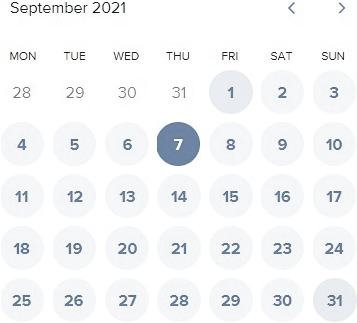 September 2021
MON TUE WED THU FRI SAT SUN
28 29 30 31 1 2 3
4 5 6 7 8 9 10
11 12 13 14 15 16 17
18 19 20 21 22 23 24
25 26 27 28 29 30 31